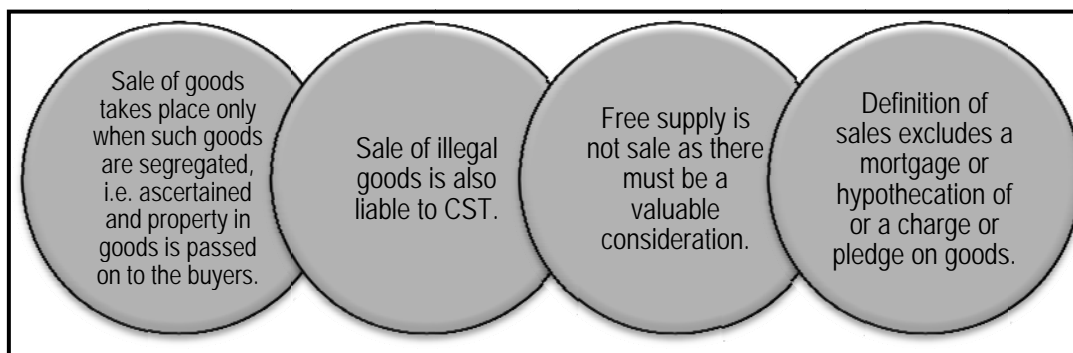 Sale of goods
takes place only
when such goods
are segregated,
i.e. ascertained
and property in
goods is passed
on to the buyers.
Sale of illegal
goods is also
liable to CST.
Free supply is
not sale as there
must be a
valuable
consideration.
Definition of
sales excludes a
mortgage or
hypothecation of
or a charge or
pledge on goods.